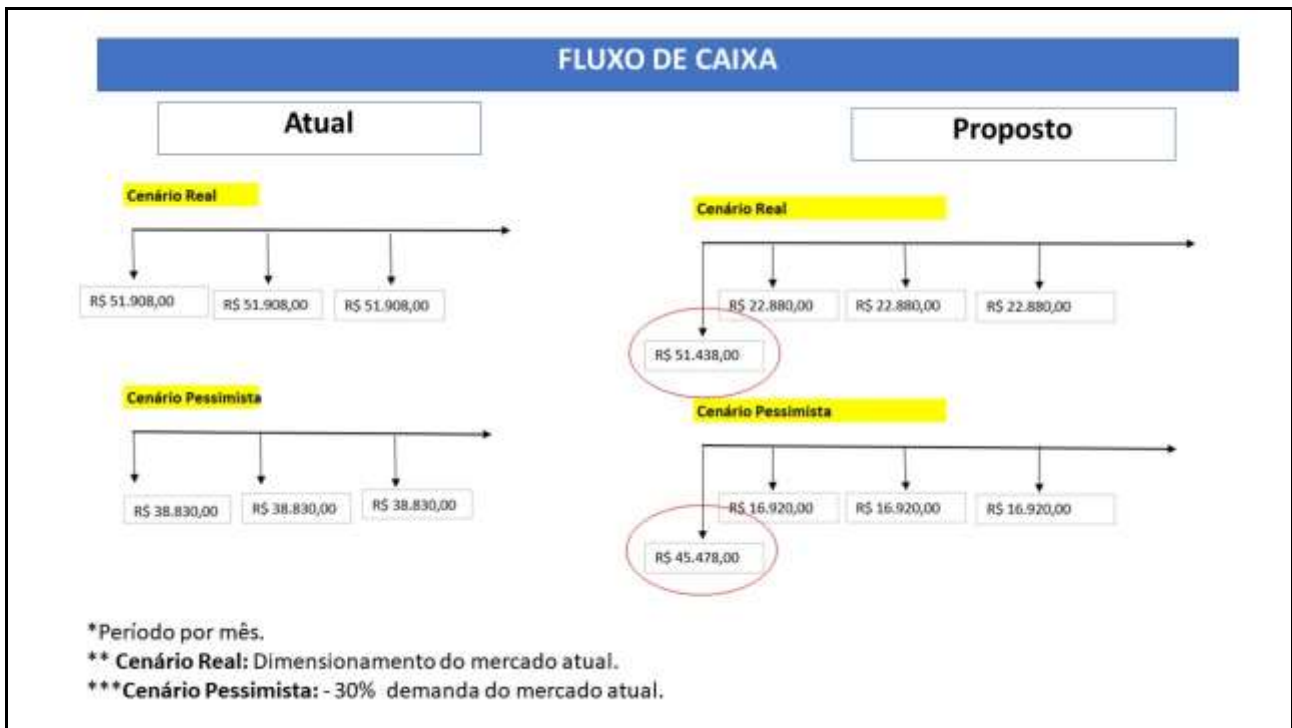 FLUXO DE CAIXA
Atual
Cenário Real
R$ 51.908,00
R$ 51.908,00
R$ 51.908,00
Cenário Pessimista
R$ 38.830,00
R$ 38.830,00
R$ 38.830,00
Proposto
Cenário Real
R$ 22.880,00
R$ 22.880,00
R$ 22.880,00
R$ 51.438,00
Cenário Pessimista
R$ 16.920,00
R$ 16.920,00
R$ 16.920,00
R$ 45.478,00
*Período por mês.
** Cenário Real: Dimensionamento do mercado atual.
***Cenário Pessimista: - 30% demanda do mercado atual.